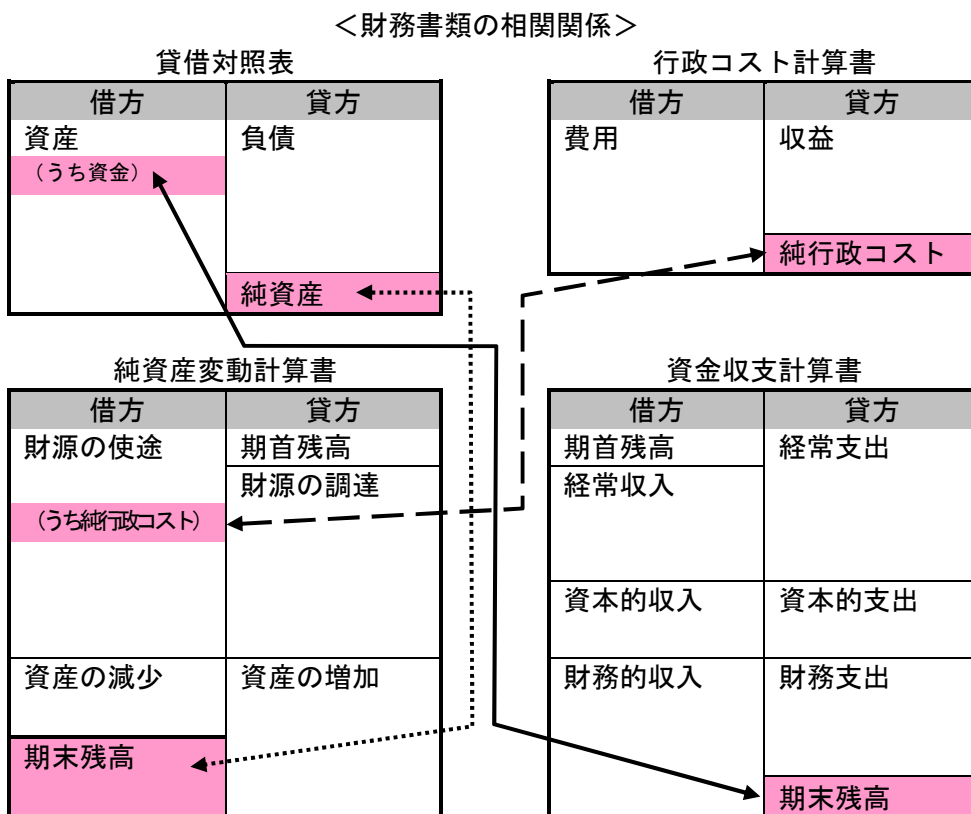 ＜財務書類の相関関係＞
貸借対照表
借方 貸方
資産 負債
（うち資金）
純資産
行政コスト計算書
借方 貸方
費用 収益
純行政コスト
純資産変動計算書
借方 貸方
財源の使途 期首残高
財源の調達
（うち純行政コスト）
資産の減少 資産の増加
期末残高
資金収支計算書
借方 貸方
期首残高 経常支出
経常収入
資本的収入 資本的支出
財務的収入 財務支出
期末残高